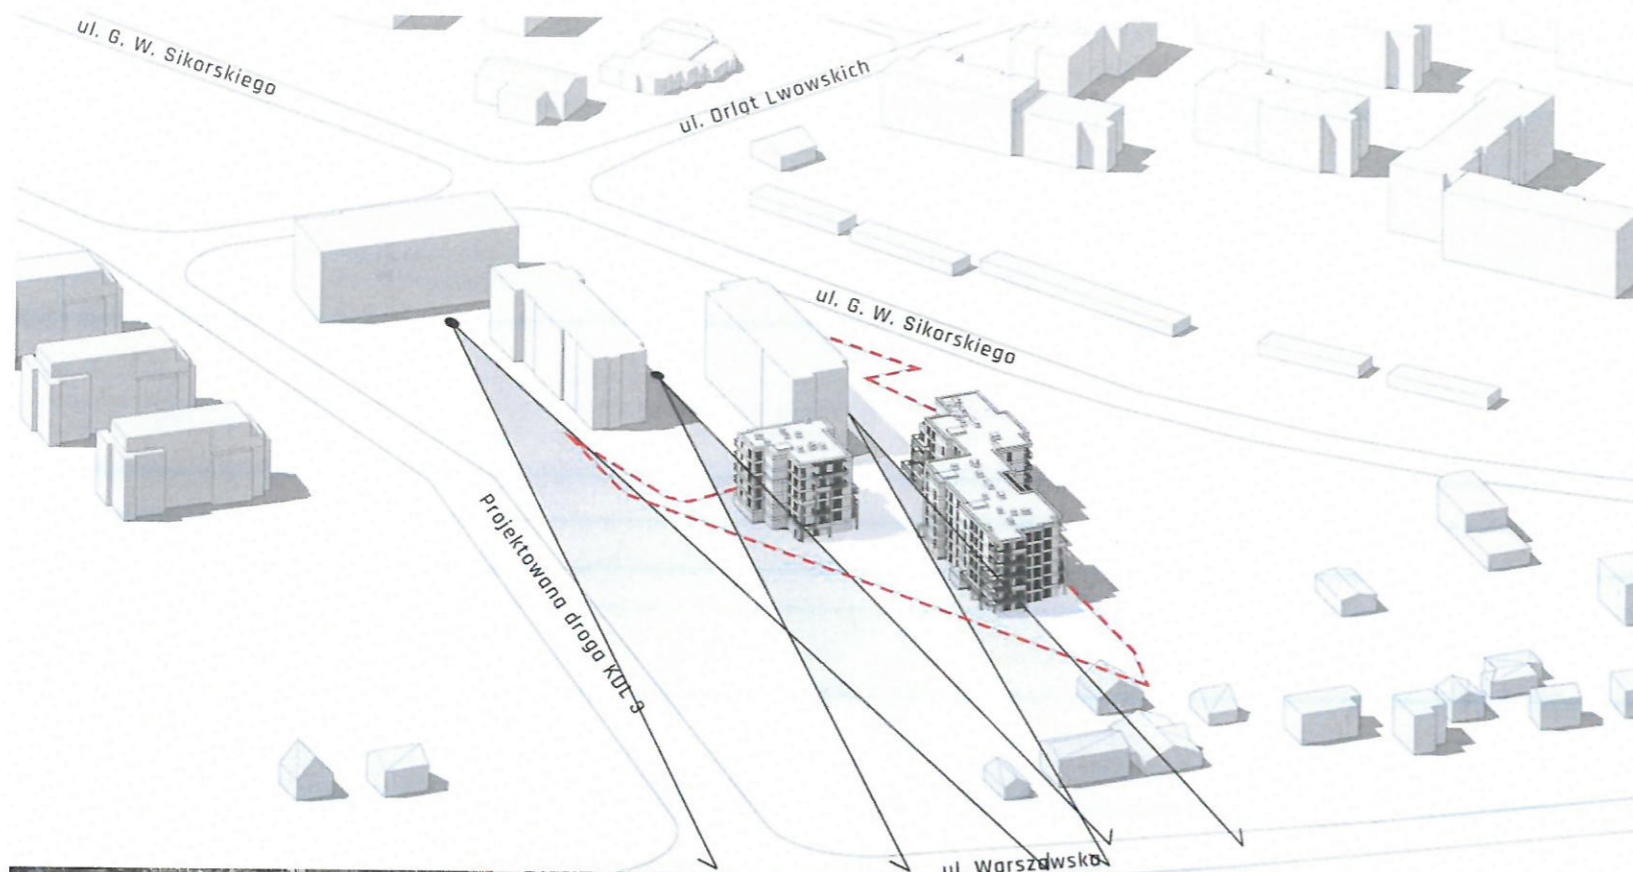 ul. G. W. Sikorskiego
ul. Orląt Lwowskich
ul. G. W. Sikorskiego
Projektowana droga KDL 3
ul. Warszawska